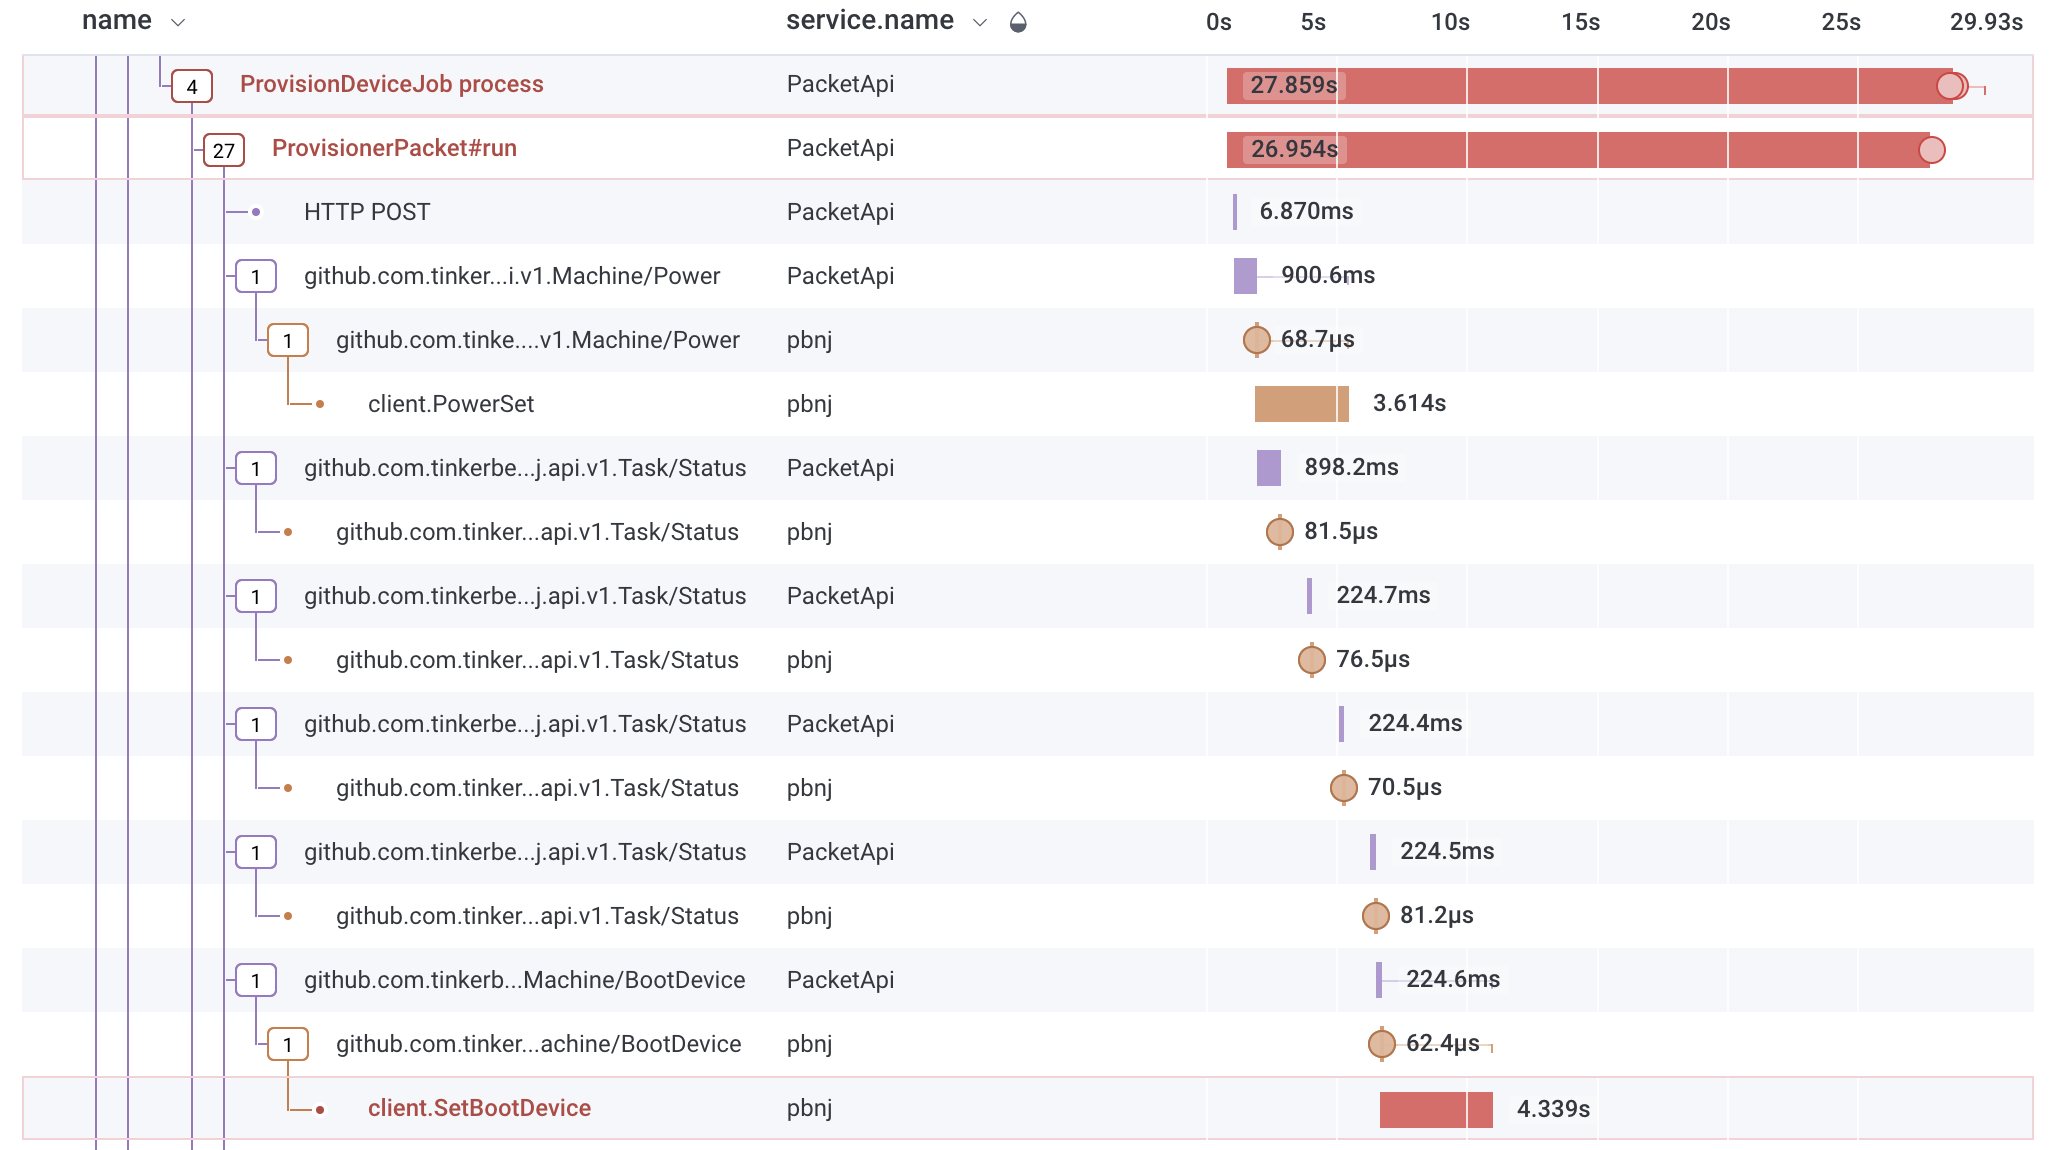 name service.name 0s 5s 10s 15s 20s 25s 29.93s
4 ProvisionDeviceJob process PacketApi 27.859s
27 ProvisionerPacket#run PacketApi 26.954s
HTTP POST PacketApi 6.870ms
1 github.com.tinker...i.v1.Machine/Power PacketApi 900.6ms
1 github.com.tinke....v1.Machine/Power pbnj 68.7μs
client.PowerSet pbnj 3.614s
1 github.com.tinkerbe...j.api.v1.Task/Status PacketApi 898.2ms
github.com.tinker...api.v1.Task/Status pbnj 81.5μs
1 github.com.tinkerbe...j.api.v1.Task/Status PacketApi 224.7ms
github.com.tinker...api.v1.Task/Status pbnj 76.5μs
1 github.com.tinkerbe...j.api.v1.Task/Status PacketApi 224.4ms
github.com.tinker...api.v1.Task/Status pbnj 70.5μs
1 github.com.tinkerbe...j.api.v1.Task/Status PacketApi 224.5ms
github.com.tinker...api.v1.Task/Status pbnj 81.2μs
1 github.com.tinkerb...Machine/BootDevice PacketApi 224.6ms
1 github.com.tinker...achine/BootDevice pbnj 62.4μs
client.SetBootDevice pbnj 4.339s